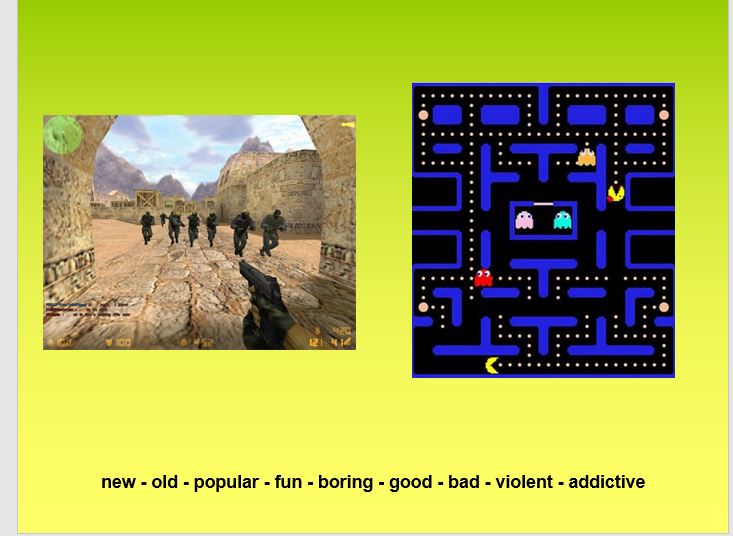 new - old - popular - fun - boring - good - bad - violent - addictive